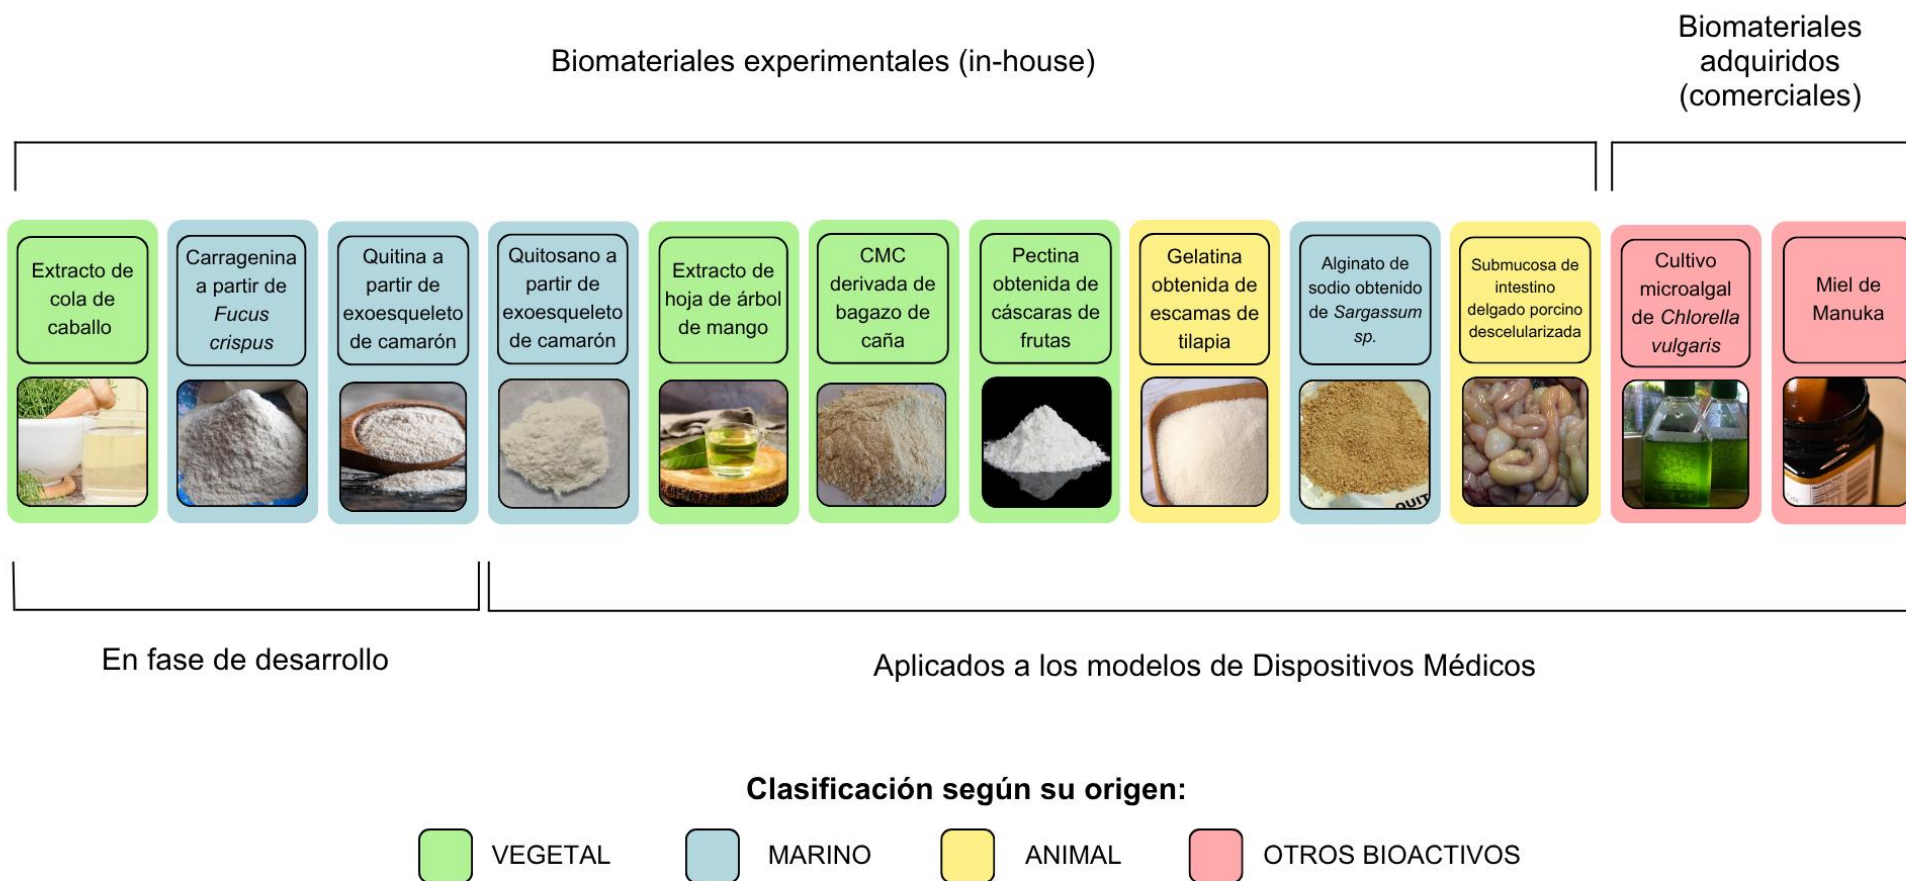 Biomateriales experimentales (in-house)
Biomateriales
adquiridos
(comerciales)
Extracto de
cola de
caballo
Carragenina
a partir de
Fucus
crispus
Quitina a
partir de
exoesqueleto
de camarón
Quitosano a
partir de
exoesqueleto
de camarón
Extracto de
hoja de árbol
de mango
CMC
derivada de
bagazo de
caña
Pectina
obtenida de
cáscaras de
frutas
Gelatina
obtenida de
escamas de
tilapia
Alginato de
sodio obtenido
de Sargassum
sp.
Submucosa de
intestino
delgado porcino
descelularizada
Cultivo
microalgal
de Chlorella
vulgaris
Miel de
Manuka
QUIT
En fase de desarrollo
Aplicados a los modelos de Dispositivos Médicos
Clasificación según su origen:
VEGETAL
MARINO
ANIMAL
OTROS BIOACTIVOS